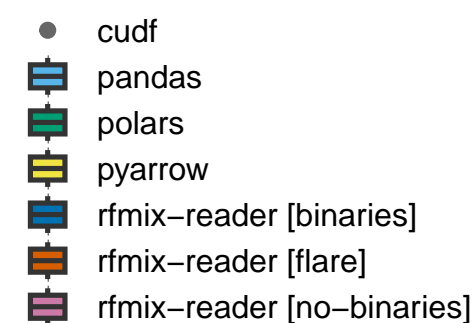 cudf
pandas
polars
pyarrow
rfmix−reader [binaries]
rfmix−reader [flare]
rfmix−reader [no−binaries]